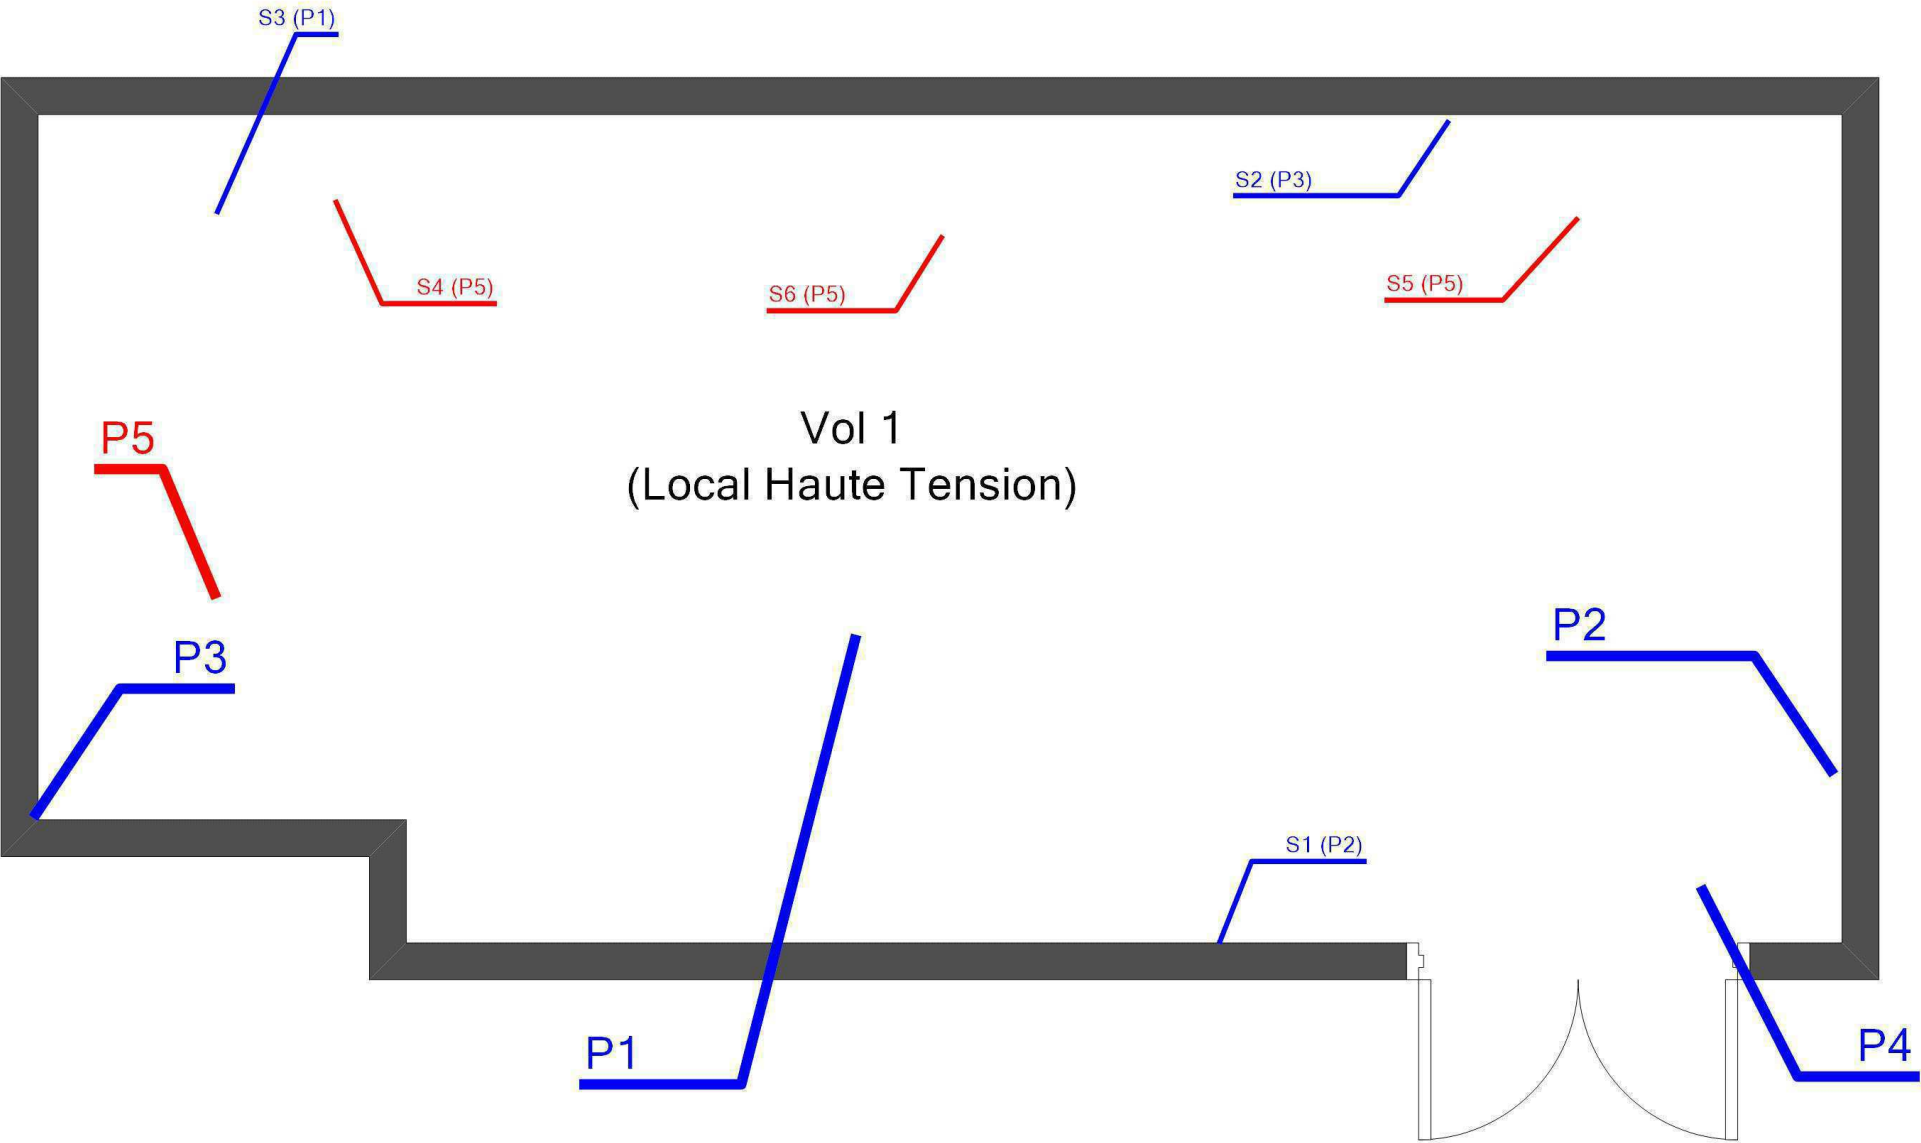 S3 (P1)
S2 (P3)
S4 (P5)
S6 (P5)
S5 (P5)
Vol 1
(Local Haute Tension)
P5
P3
P2
S1 (P2)
P1
P4